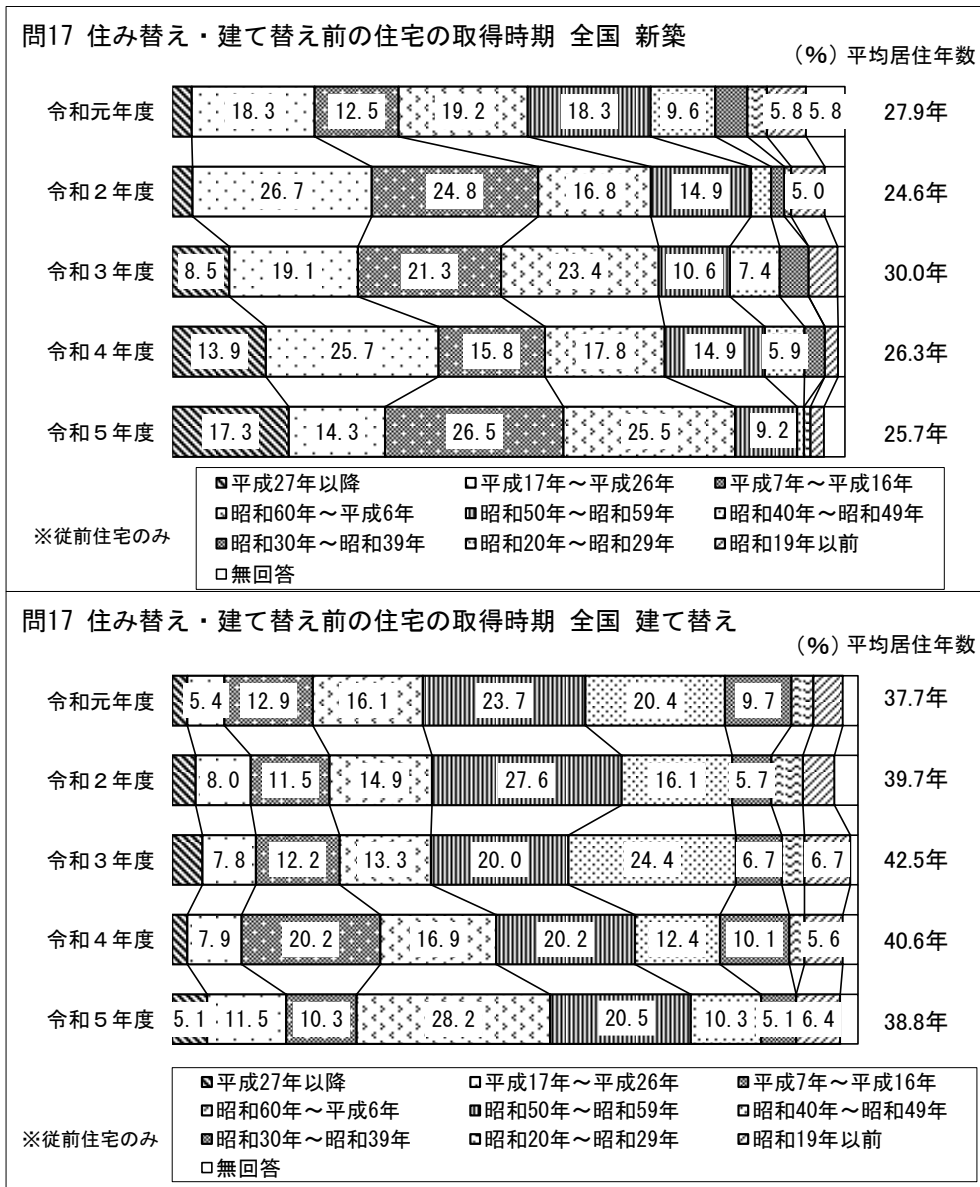 問17 住み替え・建て替え前の住宅の取得時期 全国 新築
(%) 平均居住年数
令和元年度 18.3 12.5 19.2 18.3 9.6 5.8 5.8 27.9年
令和２年度 26.7 24.8 16.8 14.9 5.0 24.6年
令和３年度 8.5 19.1 21.3 23.4 10.6 7.4 30.0年
令和４年度 13.9 25.7 15.8 17.8 14.9 5.9 26.3年
令和５年度 17.3 14.3 26.5 25.5 9.2 25.7年
平成27年以降 平成17年～平成26年 平成7年～平成16年
昭和60年～平成6年 昭和50年～昭和59年 昭和40年～昭和49年
※従前住宅のみ
昭和30年～昭和39年 昭和20年～昭和29年 昭和19年以前
無回答
問17 住み替え・建て替え前の住宅の取得時期 全国 建て替え
(%) 平均居住年数
令和元年度 5.4 12.9 16.1 23.7 20.4 9.7 37.7年
令和２年度 8.0 11.5 14.9 27.6 16.1 5.7 39.7年
令和３年度 7.8 12.2 13.3 20.0 24.4 6.7 6.7 42.5年
令和４年度 7.9 20.2 16.9 20.2 12.4 10.1 5.6 40.6年
令和５年度 5.1 11.5 10.3 28.2 20.5 10.3 5.1 6.4 38.8年
平成27年以降 平成17年～平成26年 平成7年～平成16年
昭和60年～平成6年 昭和50年～昭和59年 昭和40年～昭和49年
※従前住宅のみ 昭和30年～昭和39年 昭和20年～昭和29年 昭和19年以前
無回答